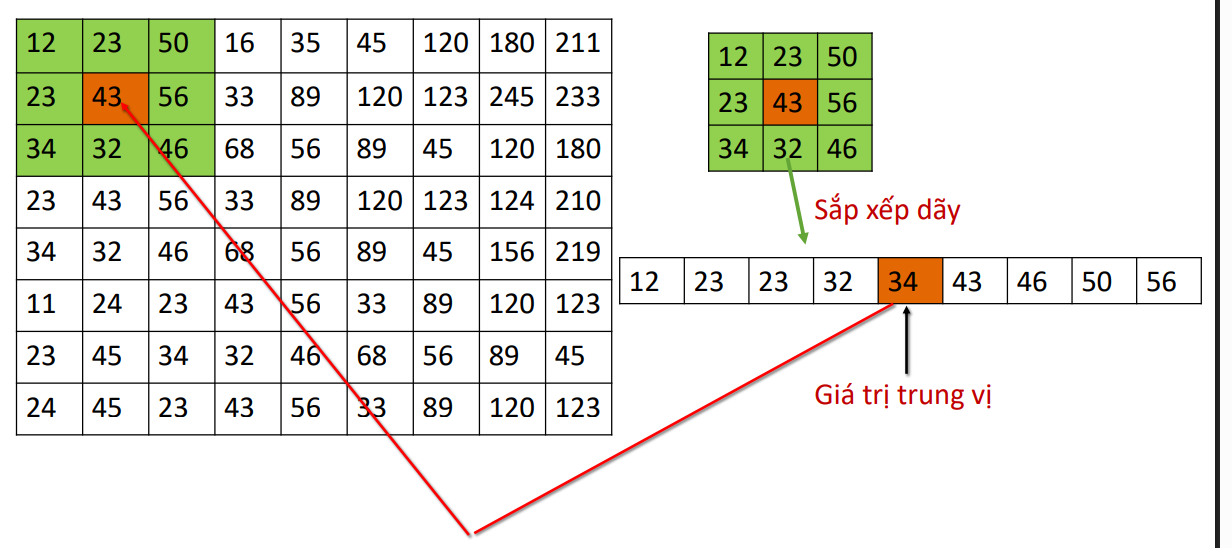 12 23 50 16 35 45 120 180 211
23 43 56 33 89 120 123 245 233
34 32 46 68 56 89 45 120 180
23 43 56 33 89 120 123 124 210
34 32 46 68 56 89 45 156 219
11 24 23 43 56 33 89 120 123
23 45 34 32 46 68 56 89 45
24 45 23 43 56 33 89 120 123
12 23 50
23 43 56
34 32 46
Sắp xếp dãy
12 23 23 32 34 43 46 50 56
Giá trị trung vị